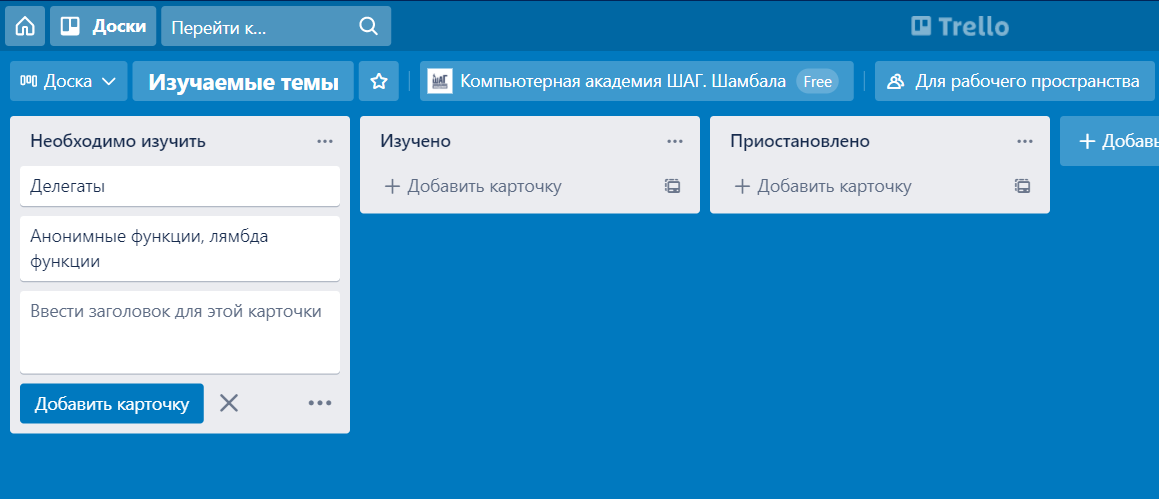 Доски
Перейти к...
Trello
Доска
Изучаемые темы
ШАГ
Компьютерная академия ШАГ. Шамбала
Free
Для рабочего пространства
Необходимо изучить
Изучено
Приостановлено
+ Добавь
Делегаты
+ Добавить карточку
+ Добавить карточку
Анонимные функции, лямбда
функции
Ввести заголовок для этой карточки
Добавить карточку